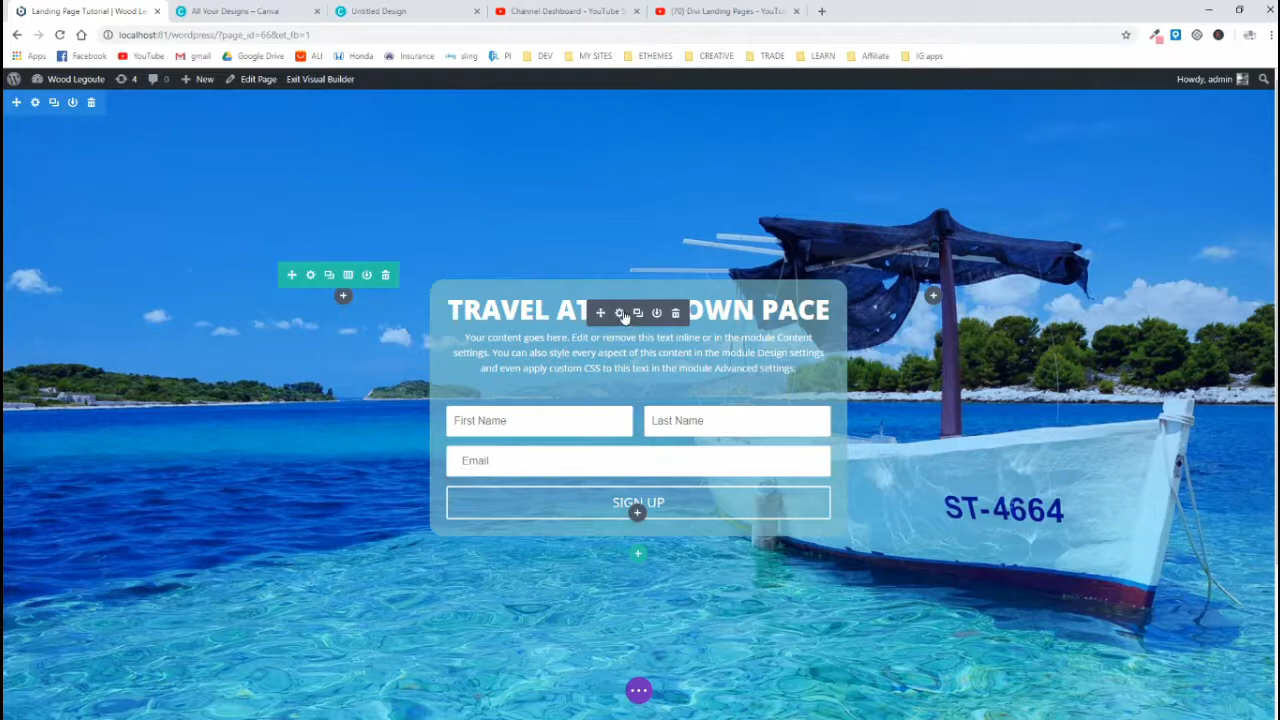 Landing Page Tutorial | Wood Le
All Your Designs – Canva
Untitled Design
Channel Dashboard - YouTube S
(70) Divi Landing Pages - YouTu
localhost:81/wordpress/?page_id=66&et_fb=1
Apps
Facebook
YouTube
gmail
Google Drive
ALI
Honda
Insurance
sling
PI
DEV
MY SITES
ETHEMES
CREATIVE
TRADE
LEARN
Affiliate
IG apps
Wood Legoute
4
0
New
Edit Page
Exit Visual Builder
Howdy, admin
TRAVEL AT OWN PACE
Your content goes here. Edit or remove this text inline or in the module Content
settings. You can also style every aspect of this content in the module Design settings
and even apply custom CSS to this text in the module Advanced settings.
First Name
Last Name
Email
SIGN UP
ST-4664